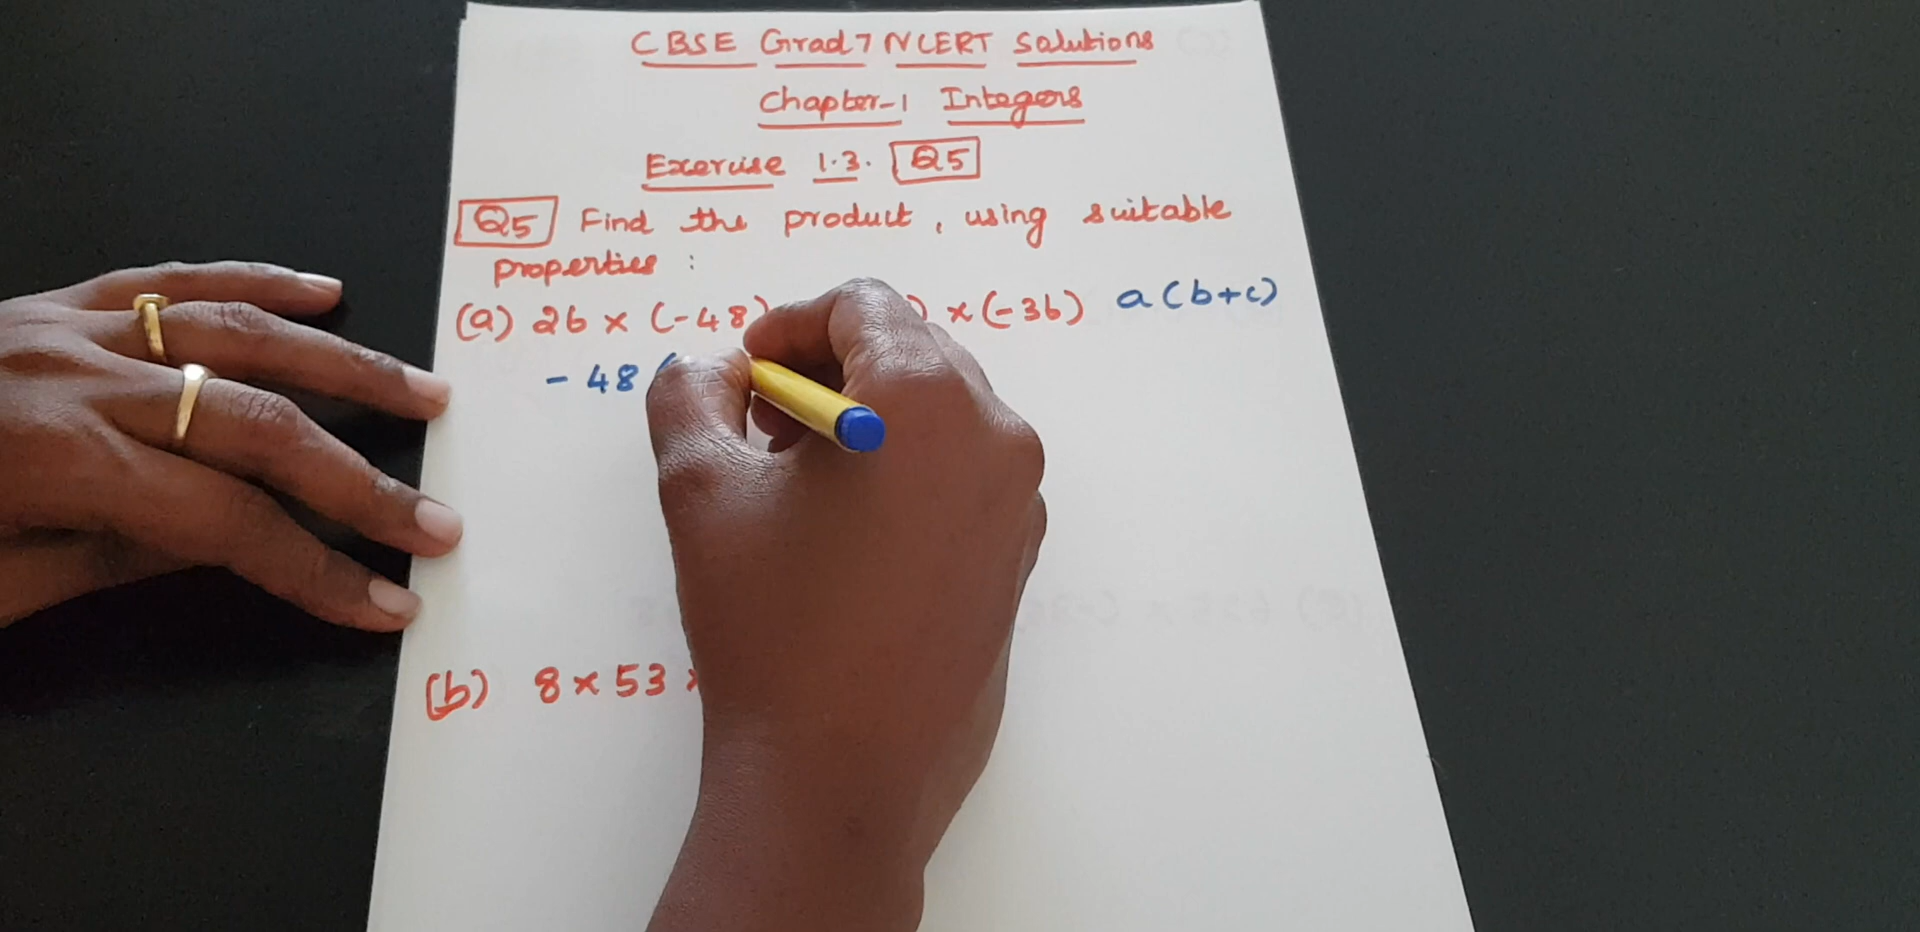 CBSE Grad 7 NCERT Solutions
Chapter-1 Integers
Exercise 1.3. Q5
Q5 Find the product, using suitable
properties :
(a) 26 × (-48) ) × (-36) a(b+c)
- 48 (
(b) 8 × 53 ×